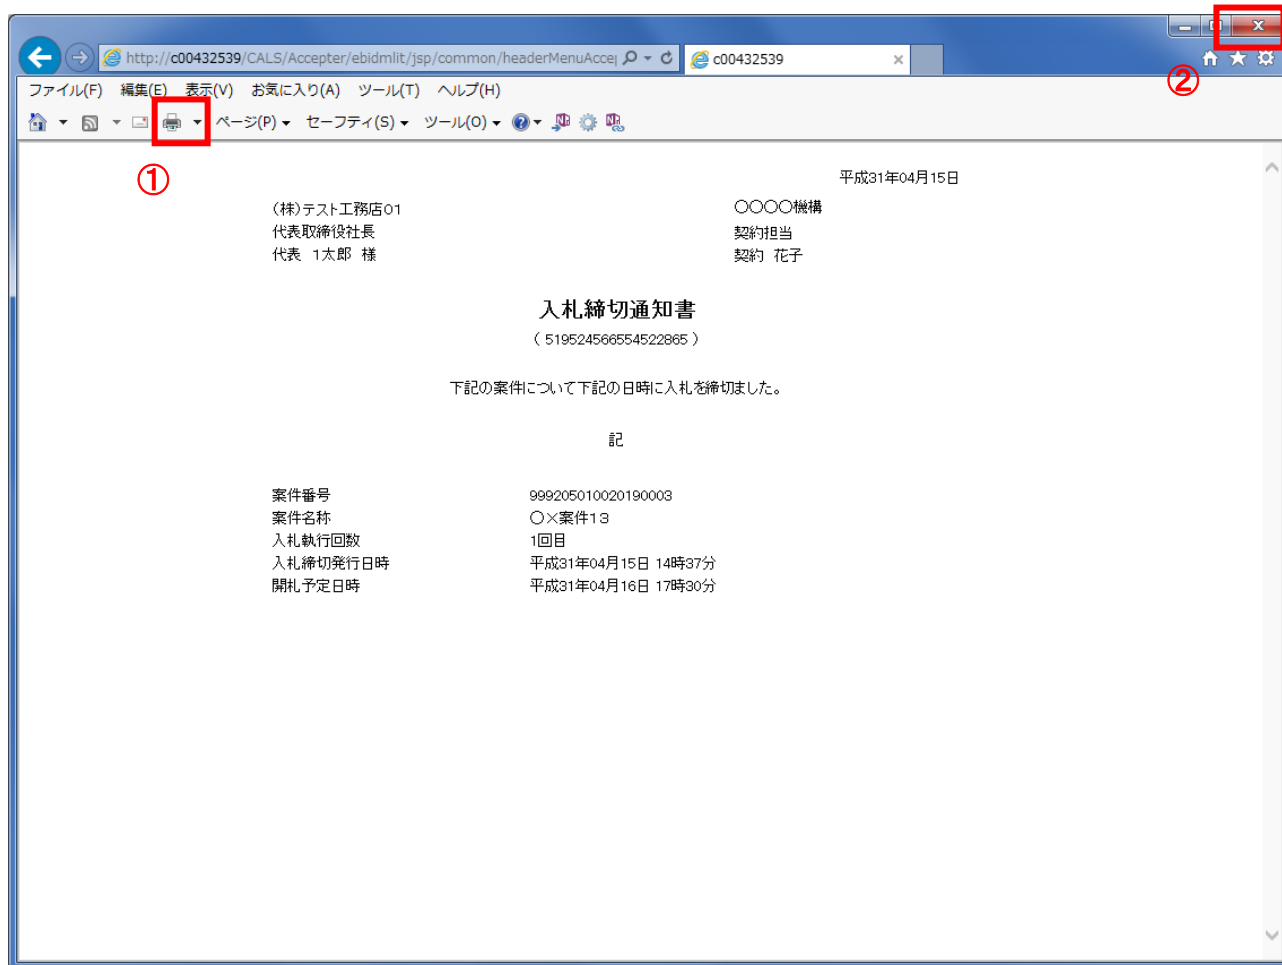 http://c00432539/CALS/Accepter/ebidmlit/jsp/common/headerMenuAccep
c00432539
②
ファイル(F) 編集(E) 表示(V) お気に入り(A) ツール(T) ヘルプ(H)
ページ(P) セーフティ(S) ツール(O)
①
平成31年04月15日
(株)テスト工務店01
代表取締役社長
代表 1太郎 様
○○○○機構
契約担当
契約 花子
入札締切通知書
( 519524566554522865 )
下記の案件について下記の日時に入札を締切ました。
記
案件番号 999205010020190003
案件名称 ○×案件13
入札執行回数 1回目
入札締切発行日時 平成31年04月15日 14時37分
開札予定日時 平成31年04月16日 17時30分